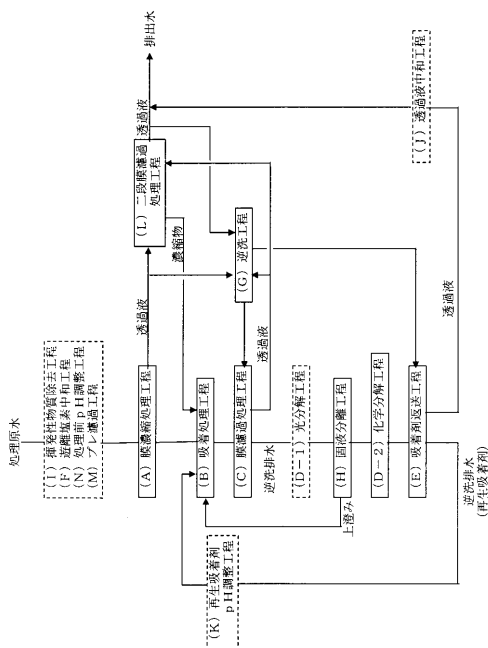 処理原水
(I) 揮発性物質除去工程
(F) 遊離塩素中和工程
(N) 処理前pH調整工程
(M) プレ濾過工程
(A) 膜濃縮処理工程
透過液
(L) 二段膜濾過
処理工程
透過液
排出水
濃縮物
(B) 吸着処理工程
(G) 逆洗工程
(C) 膜濾過処理工程
透過液
逆洗排水
(D-1) 光分解工程
(H) 固液分離工程
上澄み
(D-2) 化学分解工程
(E) 吸着剤返送工程
透過液
(J) 透過液中和工程
逆洗排水
(再生吸着剤)
(K) 再生吸着剤
pH調整工程